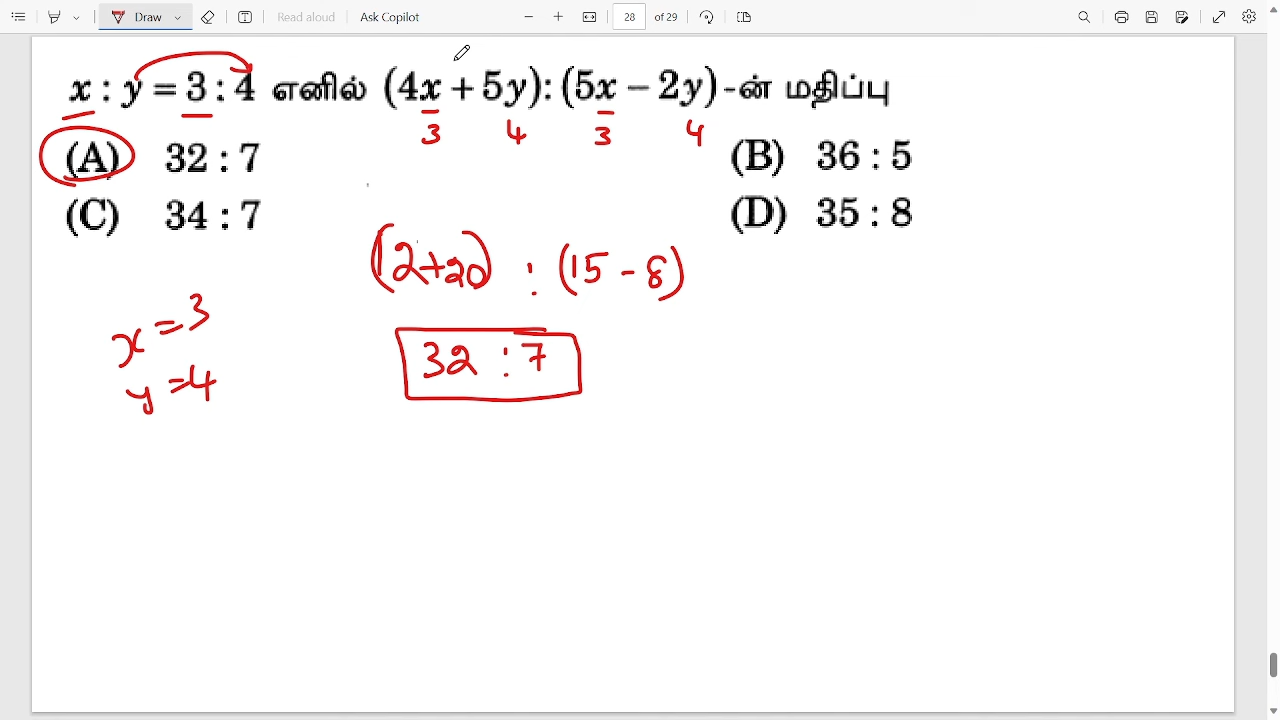 Draw Read aloud Ask Copilot 28 of 29
x : y = 3 : 4 எனில் (4x + 5y) : (5x − 2y) -ன் மதிப்பு
3 4 3 4
(A) 32 : 7 (B) 36 : 5
(C) 34 : 7 (D) 35 : 8
(12+20) : (15 - 8)
x = 3
32 : 7
y = 4